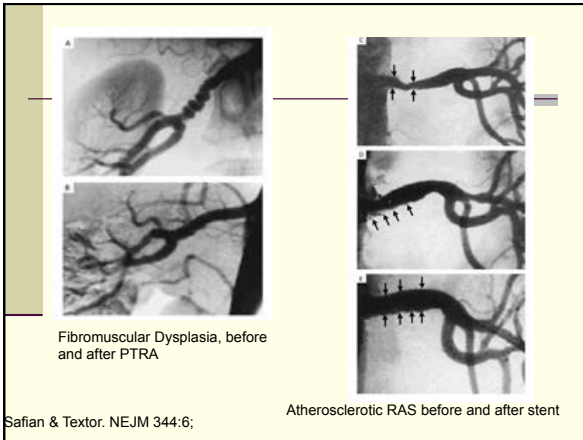 A
B
C
D
E
Fibromuscular Dysplasia, before
and after PTRA
Atherosclerotic RAS before and after stent
Safian & Textor. NEJM 344:6;